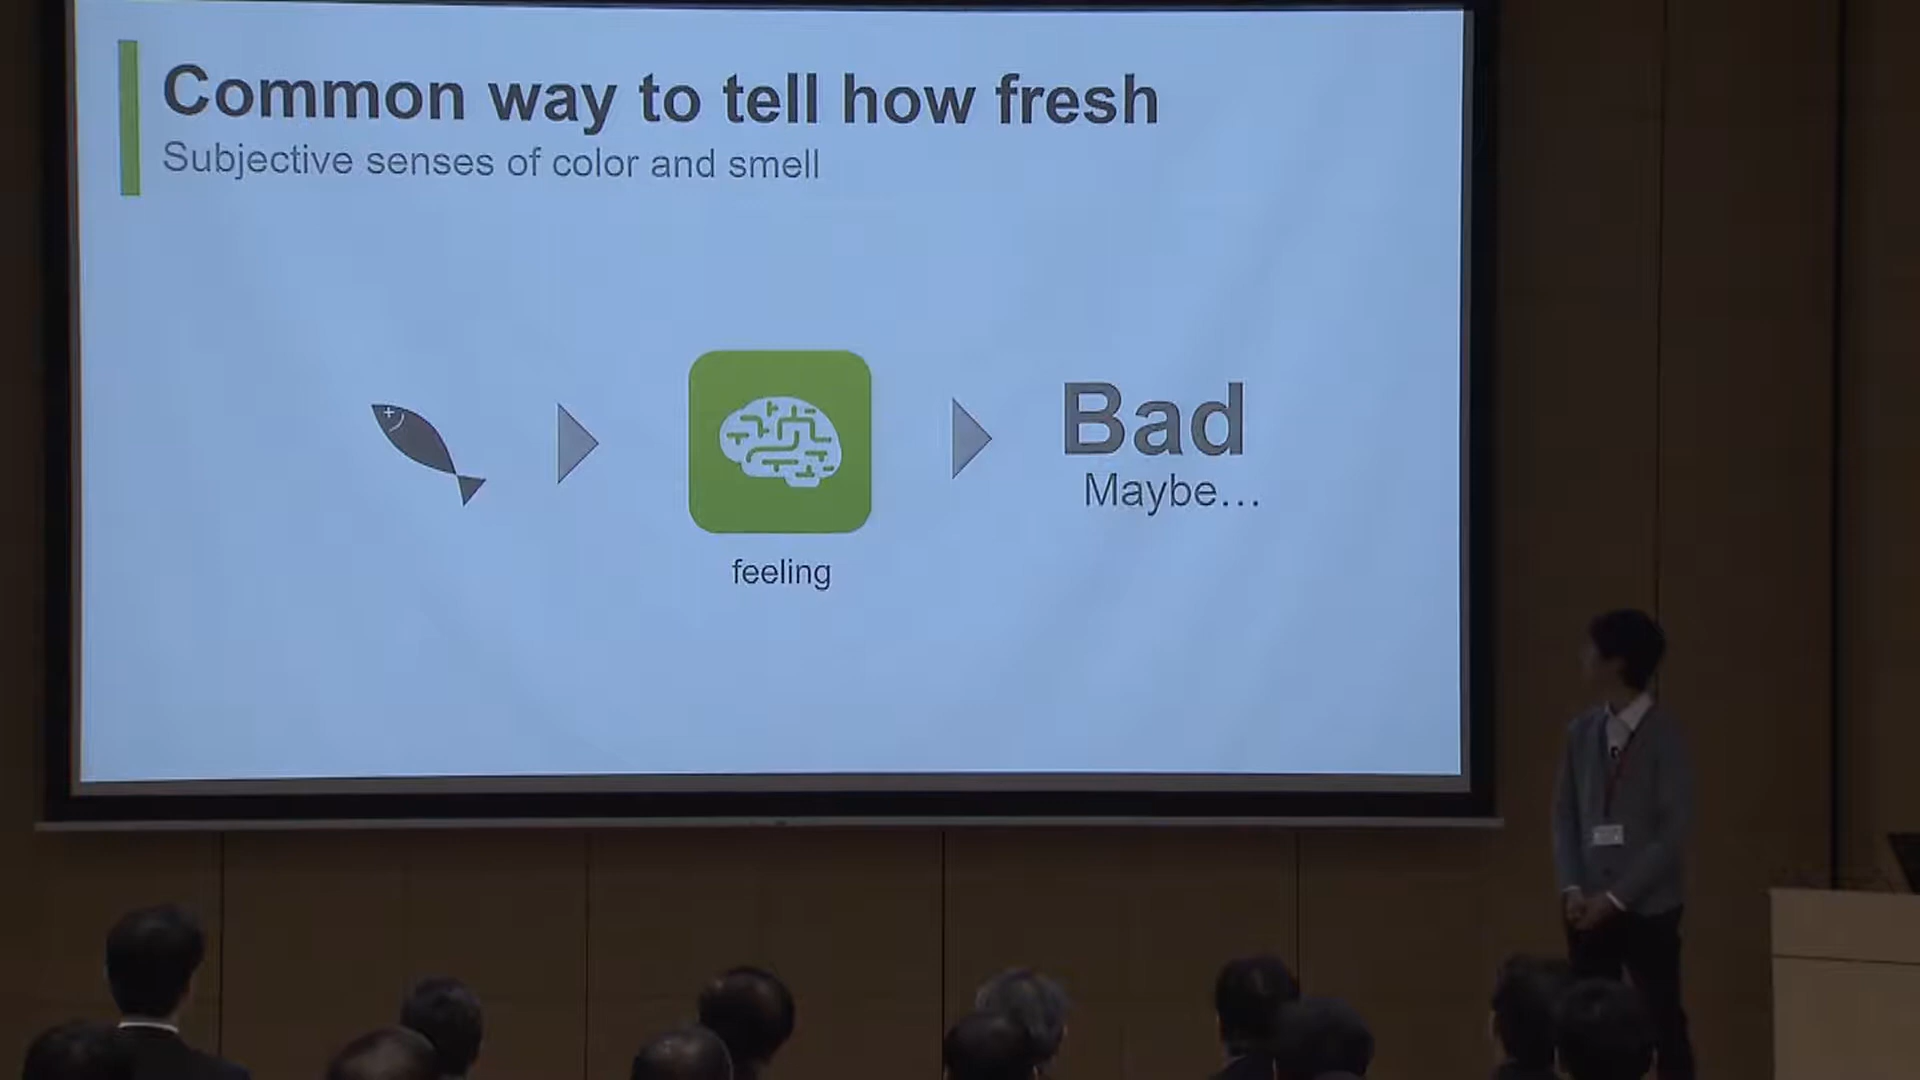 Common way to tell how fresh
Subjective senses of color and smell
Bad
Maybe...
feeling